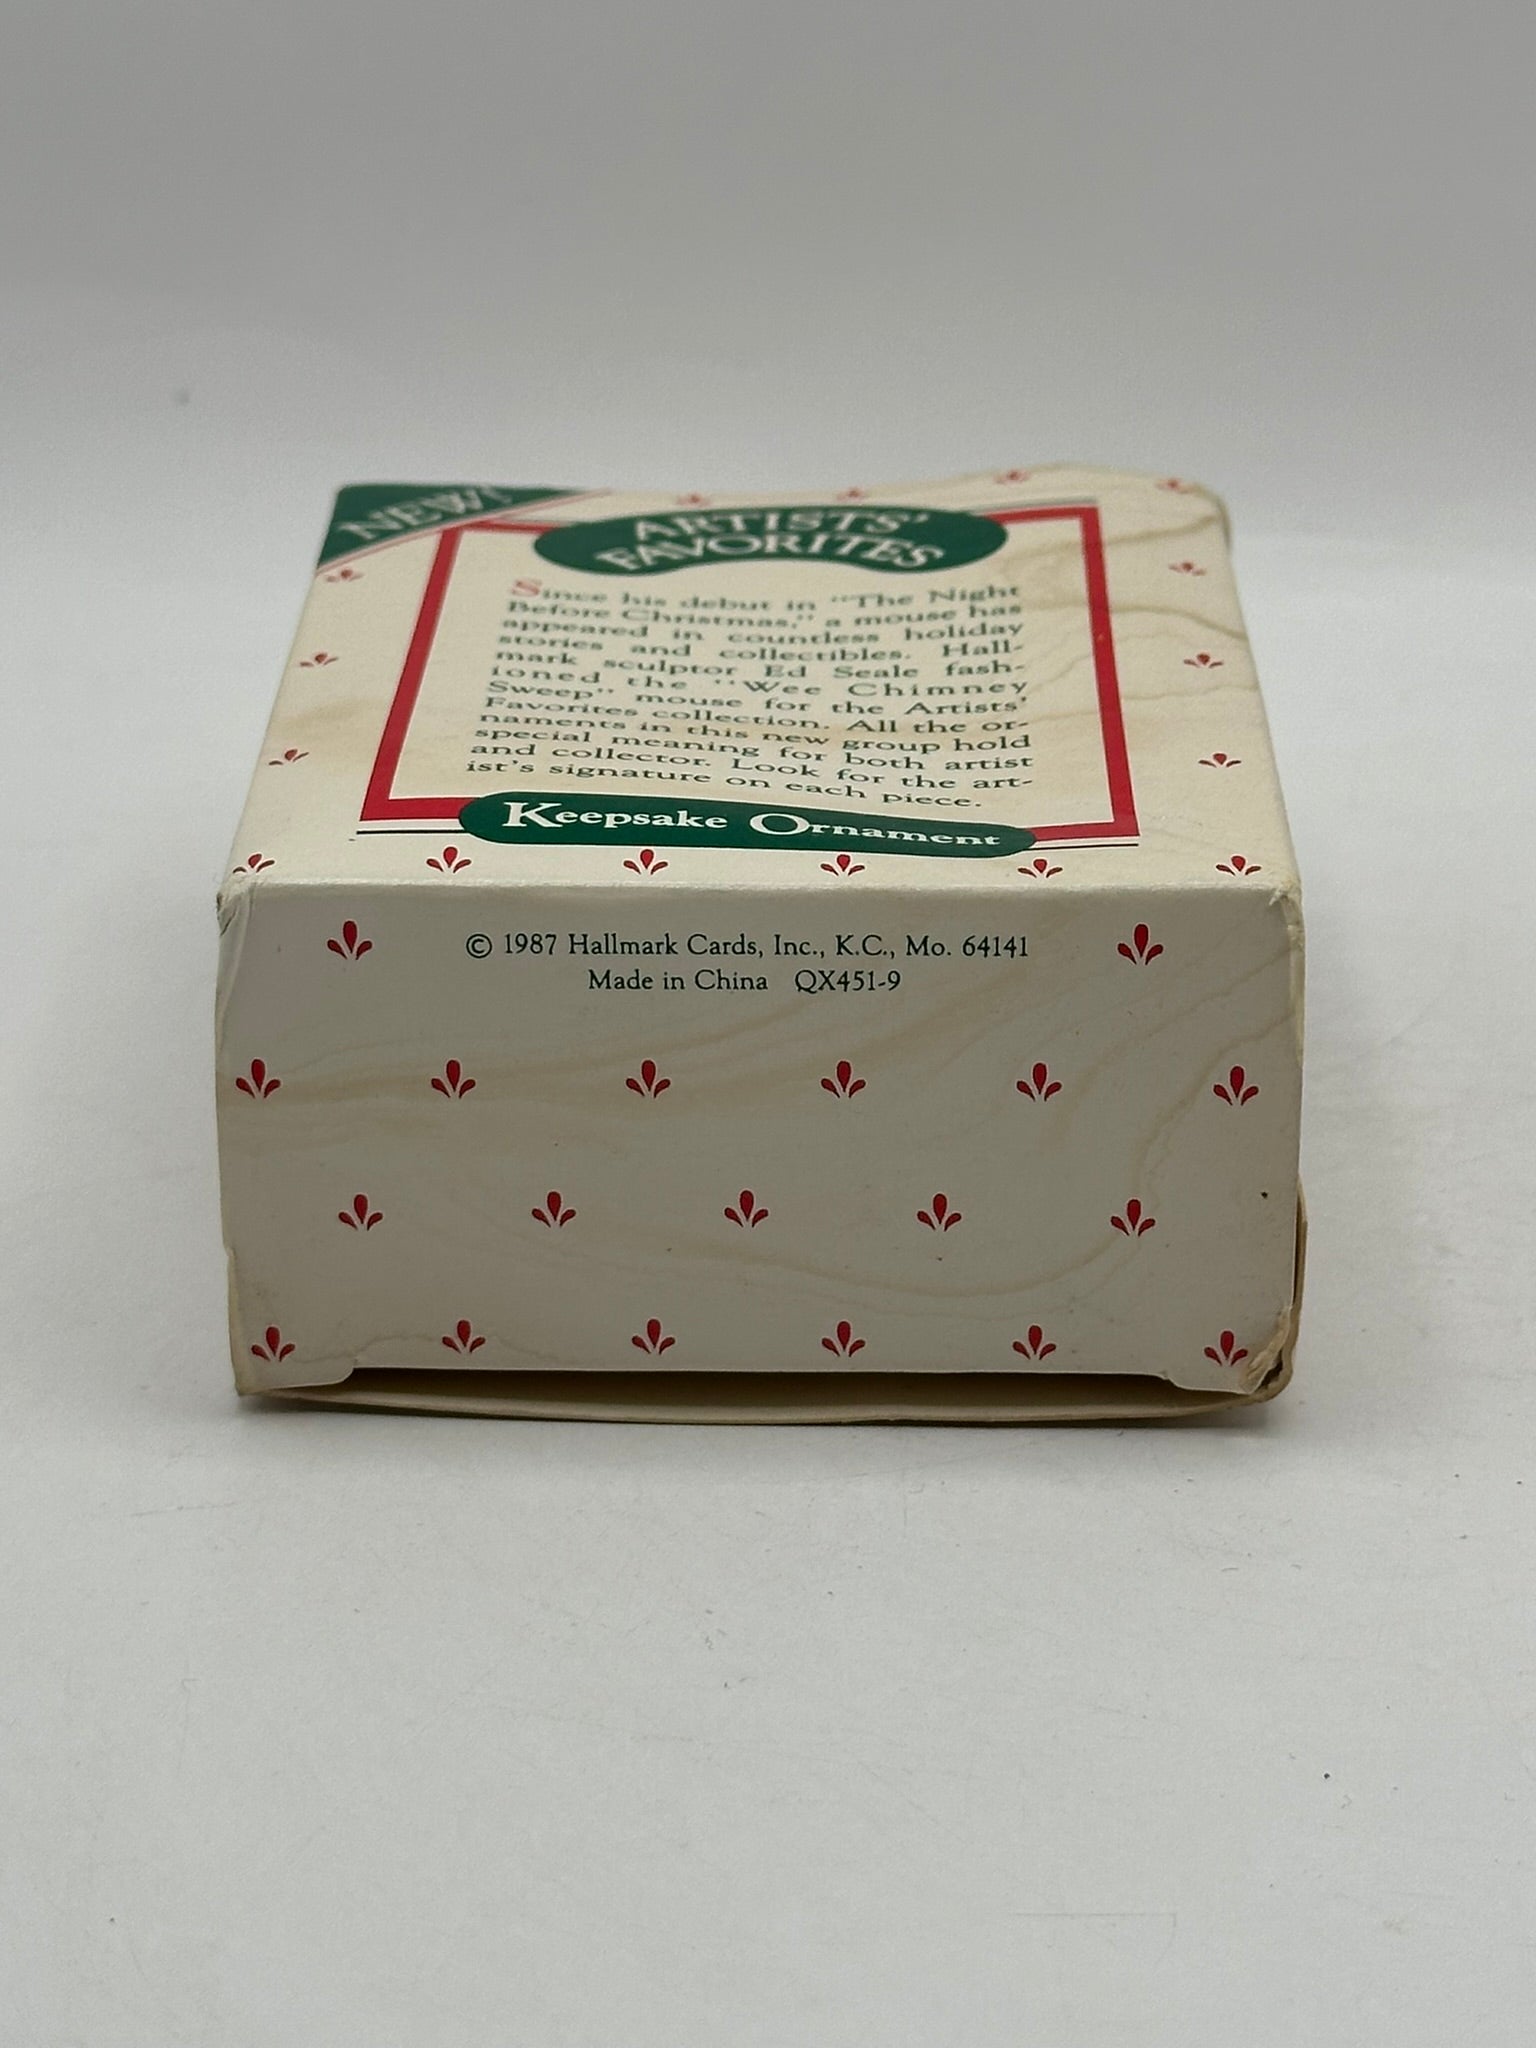 NEW!
ARTISTS'
FAVORITES
Since his debut in "The Night
Before Christmas," a mouse has
appeared in countless holiday
stories and collectibles. Hall-
mark sculptor Ed Seale fash-
ioned the "Wee Chimney
Sweep" mouse for the Artists'
Favorites collection. All the or-
naments in this new group hold
special meaning for both artist
and collector. Look for the art-
ist's signature on each piece.
Keepsake Ornament
© 1987 Hallmark Cards, Inc., K.C., Mo. 64141
Made in China QX451-9